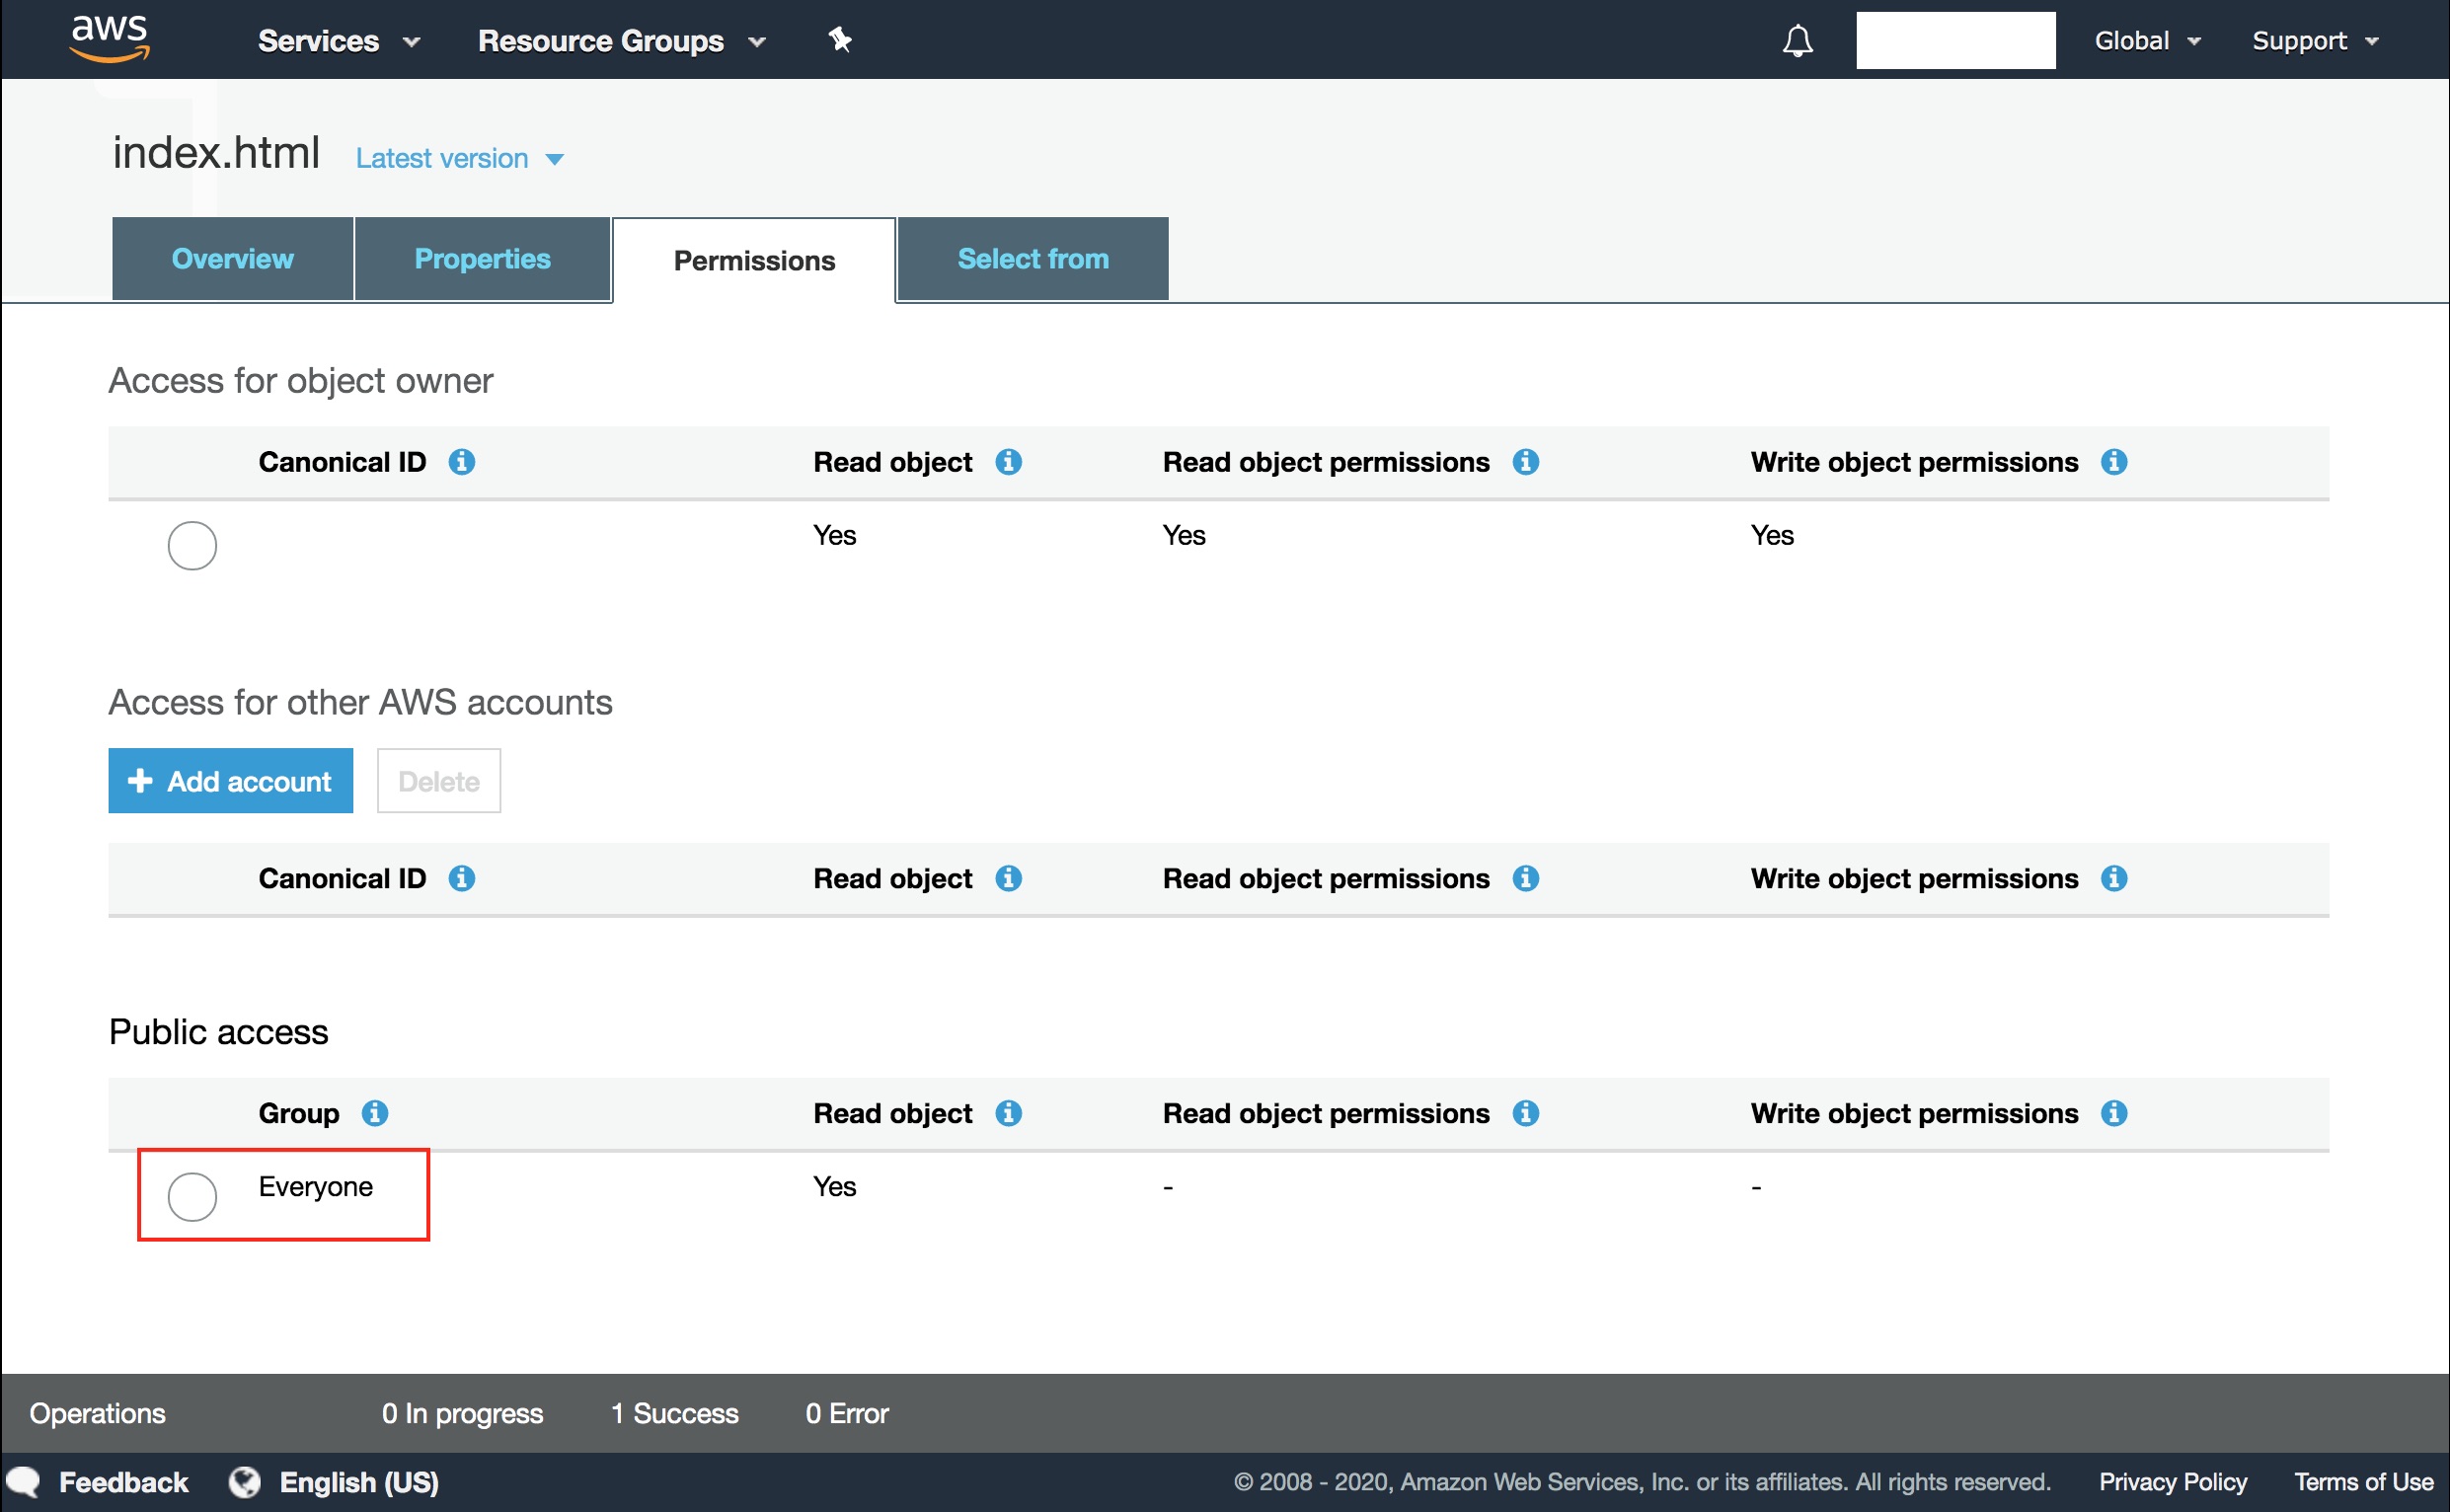 aws Services Resource Groups Global Support
index.html Latest version
Overview Properties Permissions Select from
Access for object owner
Canonical ID Read object Read object permissions Write object permissions
Yes Yes Yes
Access for other AWS accounts
Add account Delete
Canonical ID Read object Read object permissions Write object permissions
Public access
Group Read object Read object permissions Write object permissions
Everyone Yes - -
Operations 0 In progress 1 Success 0 Error
Feedback English (US) © 2008 - 2020, Amazon Web Services, Inc. or its affiliates. All rights reserved. Privacy Policy Terms of Use